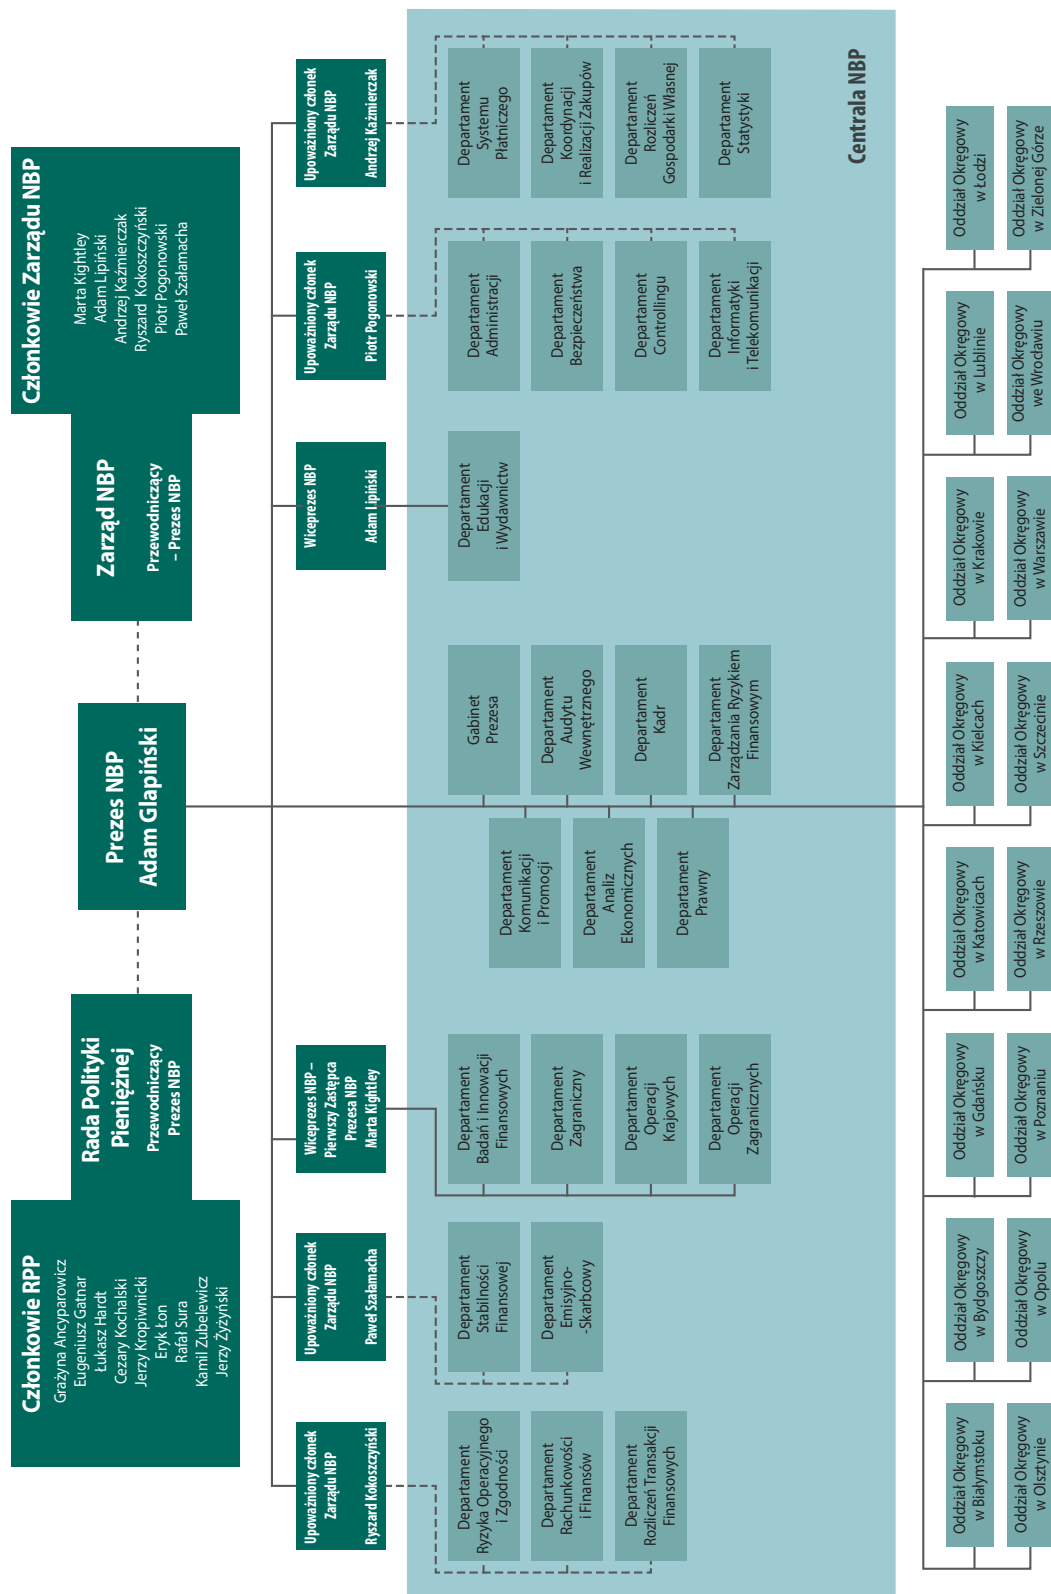 Członkowie RPP
Grażyna Ancyparowicz
Eugeniusz Gatnar
Łukasz Hardt
Cezary Kochalski
Jerzy Kropiwnicki
Eryk Łon
Rafał Sura
Kamil Zubelewicz
Jerzy Żyżyński
Rada Polityki
Pieniężnej
Przewodniczący
Prezes NBP
Prezes NBP
Adam Glapiński
Zarząd NBP
Przewodniczący
– Prezes NBP
Członkowie Zarządu NBP
Marta Kightley
Adam Lipiński
Andrzej Kaźmierczak
Ryszard Kokoszczyński
Piotr Pogonowski
Paweł Szałamacha
Upoważniony członek
Zarządu NBP
Ryszard Kokoszczyński
Upoważniony członek
Zarządu NBP
Paweł Szałamacha
Wiceprezes NBP –
Pierwszy Zastępca
Prezesa NBP
Marta Kightley
Wiceprezes NBP
Adam Lipiński
Upoważniony członek
Zarządu NBP
Piotr Pogonowski
Upoważniony członek
Zarządu NBP
Andrzej Kaźmierczak
Departament
Ryzyka Operacyjnego
i Zgodności
Departament
Rachunkowości
i Finansów
Departament
Rozliczeń Transakcji
Finansowych
Departament
Stabilności
Finansowej
Departament
Emisyjno-
-Skarbcowy
Departament
Badań i Innowacji
Finansowych
Departament
Zagraniczny
Departament
Operacji
Krajowych
Departament
Operacji
Zagranicznych
Departament
Komunikacji
i Promocji
Departament
Analiz
Ekonomicznych
Departament
Prawny
Gabinet
Prezesa
Departament
Audytu
Wewnętrznego
Departament
Kadr
Departament
Zarządzania Ryzykiem
Finansowym
Departament
Edukacji
i Wydawnictw
Departament
Administracji
Departament
Bezpieczeństwa
Departament
Controllingu
Departament
Informatyki
i Telekomunikacji
Departament
Systemu
Płatniczego
Departament
Koordynacji
i Realizacji Zakupów
Departament
Rozliczeń
Gospodarki Własnej
Departament
Statystyki
Centrala NBP
Oddział Okręgowy
w Białymstoku
Oddział Okręgowy
w Bydgoszczy
Oddział Okręgowy
w Gdańsku
Oddział Okręgowy
w Katowicach
Oddział Okręgowy
w Kielcach
Oddział Okręgowy
w Krakowie
Oddział Okręgowy
w Lublinie
Oddział Okręgowy
w Łodzi
Oddział Okręgowy
w Olsztynie
Oddział Okręgowy
w Opolu
Oddział Okręgowy
w Poznaniu
Oddział Okręgowy
w Rzeszowie
Oddział Okręgowy
w Szczecinie
Oddział Okręgowy
w Warszawie
Oddział Okręgowy
we Wrocławiu
Oddział Okręgowy
w Zielonej Górze